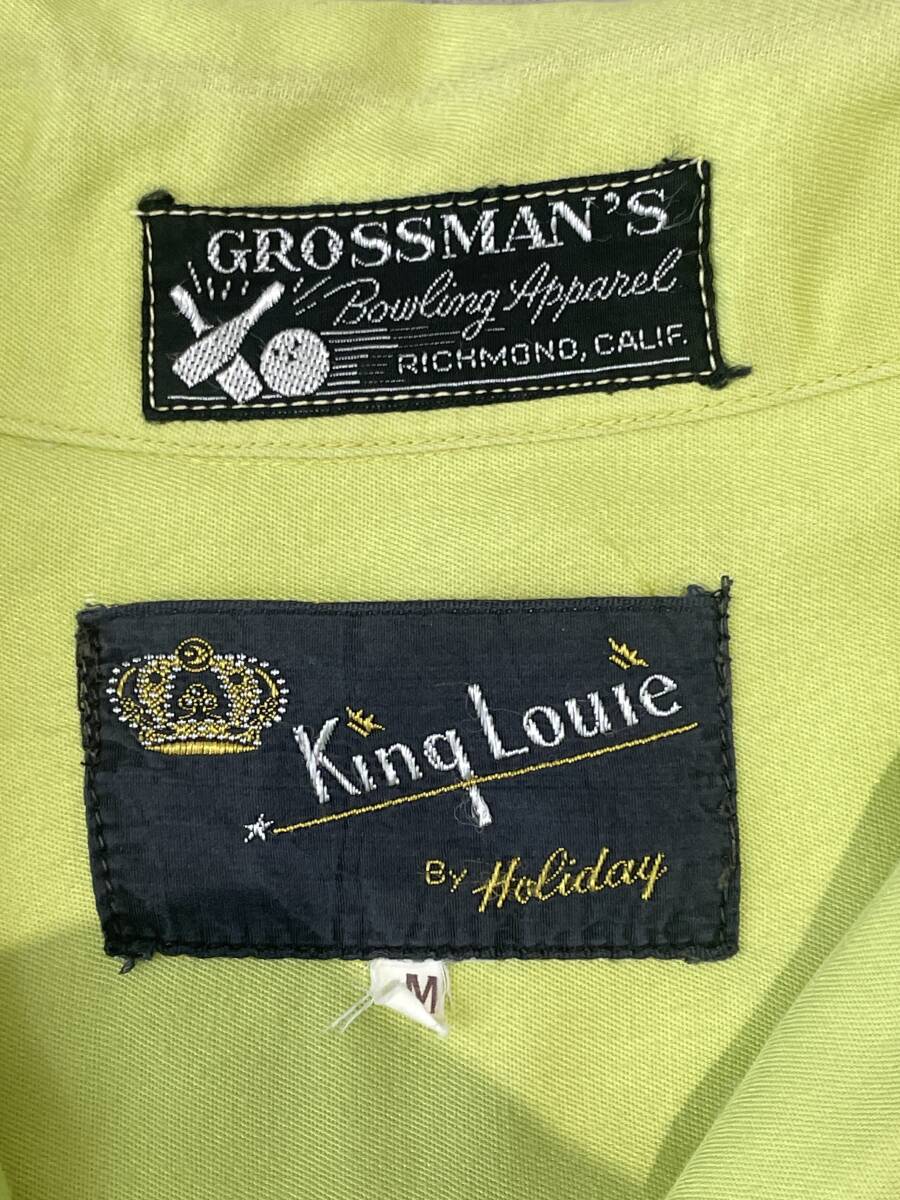 GROSSMAN'S
Bowling Apparel
RICHMOND, CALIF.
King Louie
By Holiday
M